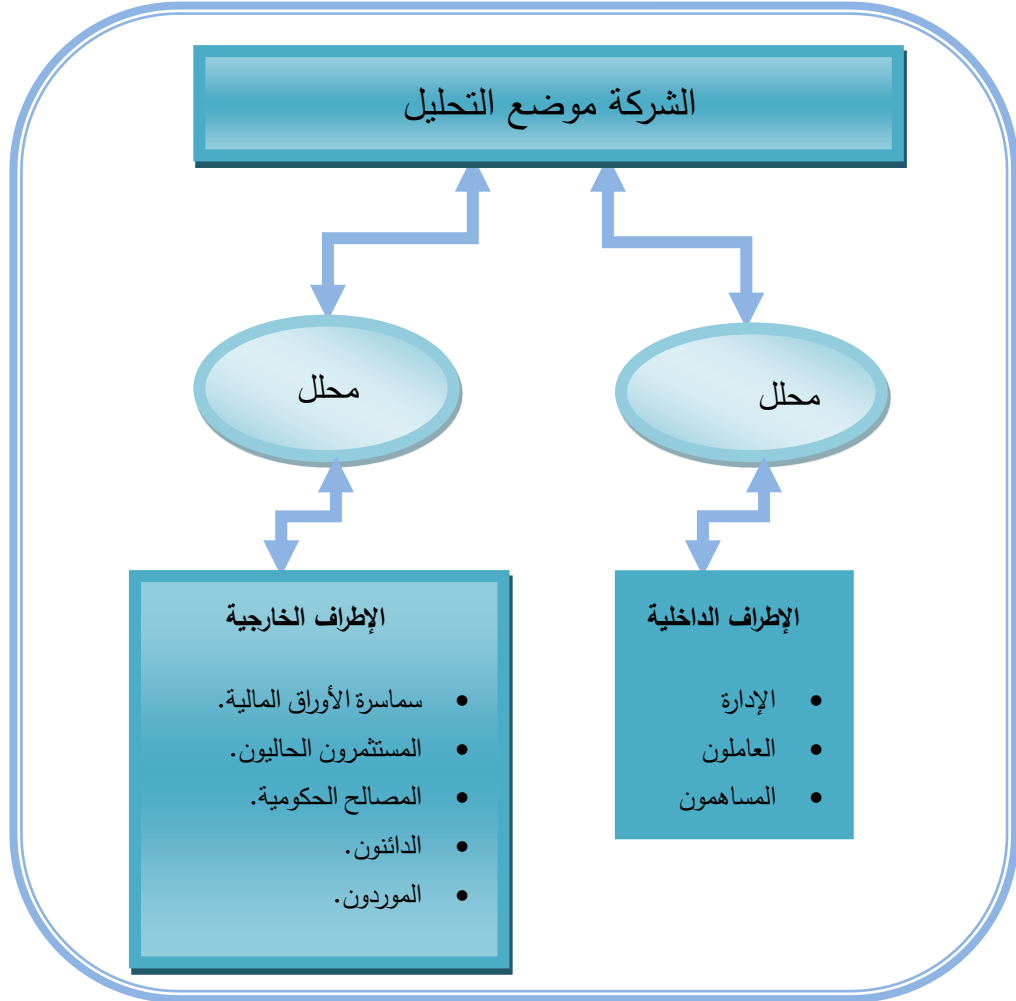 الشركة موضع التحليل
محلل
محلل
الإطراف الداخلية
• الإدارة
• العاملون
• المساهمون
الإطراف الخارجية
• سماسرة الأوراق المالية.
• المستثمرون الحاليون.
• المصالح الحكومية.
• الدائنون.
• الموردون.